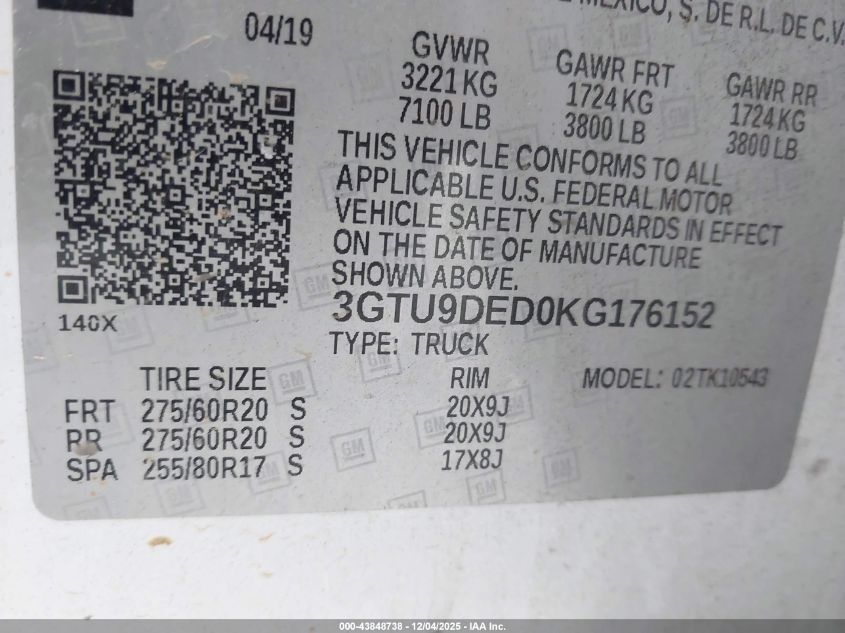 MEXICO, S. DE R.L. DE C.V.
04/19
GVWR GAWR FRT GAWR RR
3221 KG 1724 KG 1724 KG
7100 LB 3800 LB 3800 LB
THIS VEHICLE CONFORMS TO ALL
APPLICABLE U.S. FEDERAL MOTOR
VEHICLE SAFETY STANDARDS IN EFFECT
ON THE DATE OF MANUFACTURE
SHOWN ABOVE.
140X
3GTU9DED0KG176152
TYPE: TRUCK
TIRE SIZE RIM MODEL: 02TK10543
FRT 275/60R20 S 20X9J
RR 275/60R20 S 20X9J
SPA 255/80R17 S 17X8J
GM
000-43848738 - 12/04/2025 - IAA Inc.